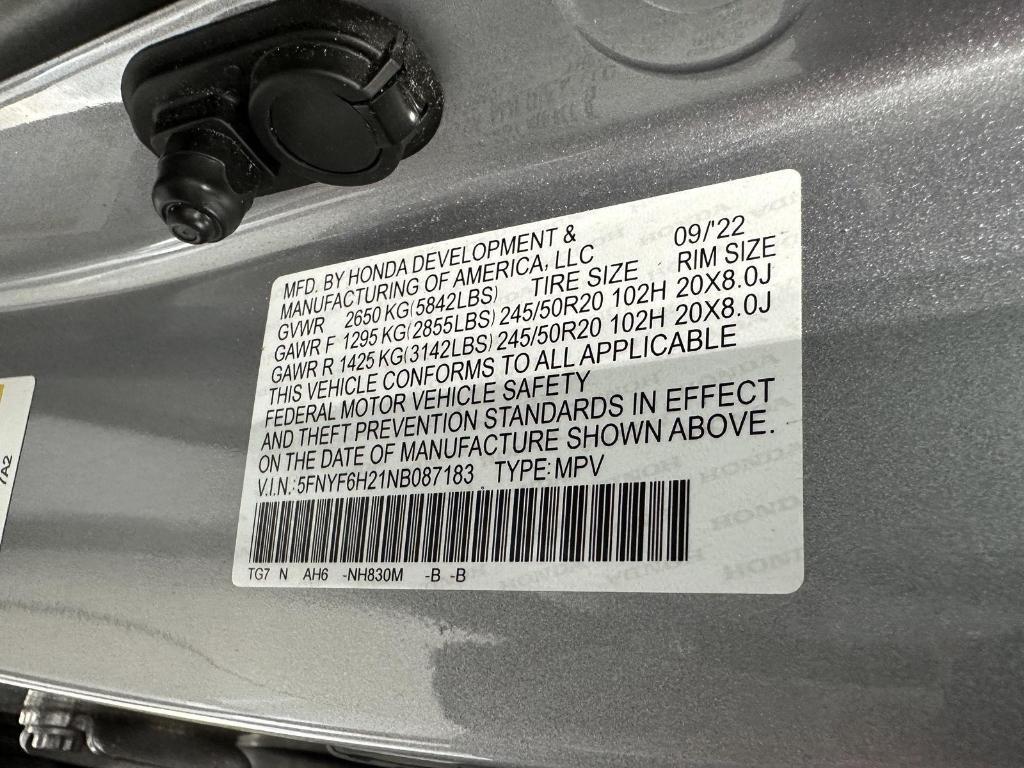 MFD. BY HONDA DEVELOPMENT & 09/'22
MANUFACTURING OF AMERICA, LLC
GVWR 2650 KG(5842LBS) TIRE SIZE RIM SIZE
GAWR F 1295 KG(2855LBS) 245/50R20 102H 20X8.0J
GAWR R 1425 KG(3142LBS) 245/50R20 102H 20X8.0J
THIS VEHICLE CONFORMS TO ALL APPLICABLE
FEDERAL MOTOR VEHICLE SAFETY
AND THEFT PREVENTION STANDARDS IN EFFECT
ON THE DATE OF MANUFACTURE SHOWN ABOVE.
V.I.N.:5FNYF6H21NB087183 TYPE:MPV
TG7 N AH6 -NH830M -B -B